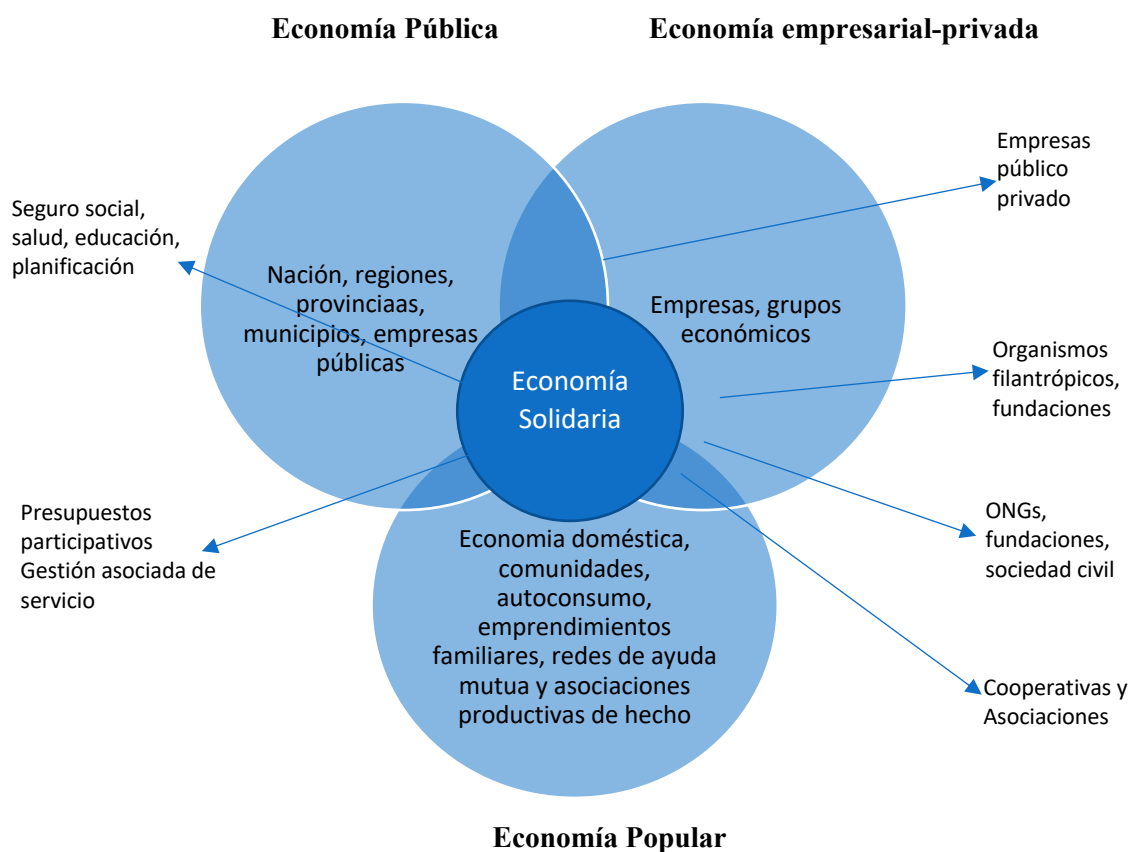 Economía Pública
Economía empresarial-privada
Empresas
público
privado
Seguro social,
salud, educación,
planificación
Nación, regiones,
provinciaas,
municipios, empresas
públicas
Empresas, grupos
económicos
Economía
Solidaria
Organismos
filantrópicos,
fundaciones
Presupuestos
participativos
Gestión asociada de
servicio
ONGs,
fundaciones,
sociedad civil
Economia doméstica,
comunidades,
autoconsumo,
emprendimientos
familiares, redes de ayuda
mutua y asociaciones
productivas de hecho
Cooperativas y
Asociaciones
Economía Popular